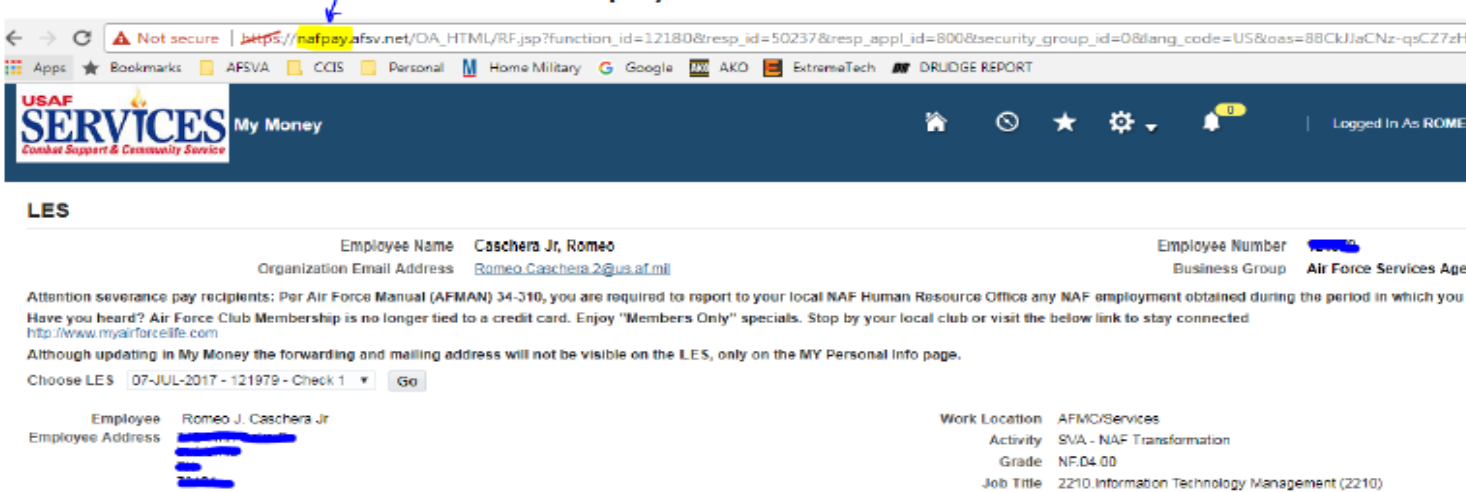 Not secure | https://nafpay.afsv.net/OA_HTML/RF.jsp?function_id=12180&resp_id=50237&resp_appl_id=800&security_group_id=0&lang_code=US&oas=
Apps Bookmarks AFSVA CCIS Personal Home Military Google AKO ExtremeTech DRUDGE REPORT
USAF
SERVICES My Money
Combat Support & Community Service
0
Logged In As ROME
LES
Employee Name Caschera Jr, Romeo Employee Number
Organization Email Address Romeo.Caschera.2@us.af.mil Business Group Air Force Services Age
Attention severance pay recipients: Per Air Force Manual (AFMAN) 34-310, you are required to report to your local NAF Human Resource Office any NAF employment obtained during the period in which you
Have you heard? Air Force Club Membership is no longer tied to a credit card. Enjoy "Members Only" specials. Stop by your local club or visit the below link to stay connected
http://www.myairforcelife.com
Although updating in My Money the forwarding and mailing address will not be visible on the LES, only on the MY Personal Info page.
Choose LES 07-JUL-2017 - 121979 - Check 1 Go
Employee Romeo J. Caschera Jr Work Location AFMC/Services
Employee Address Activity SVA - NAF Transformation
Grade NF.04.00
Job Title 2210.Information Technology Management (2210)